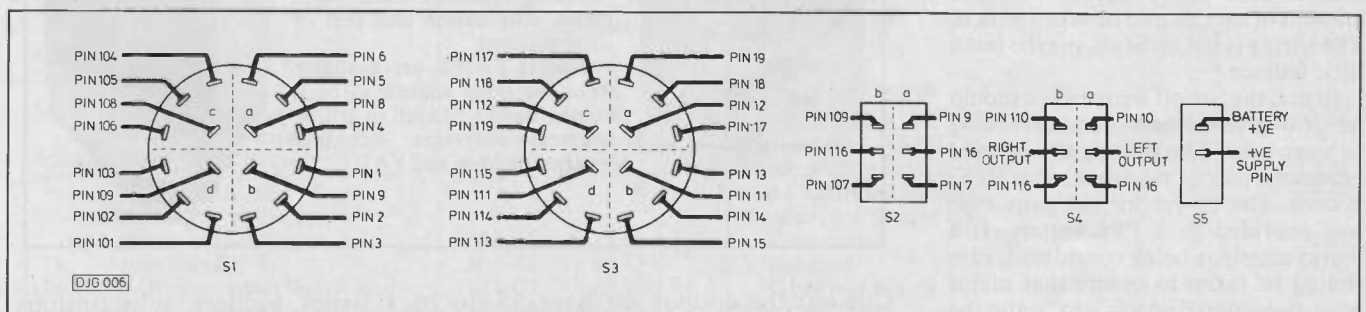 PIN 104
PIN 105
PIN 108
PIN 106
PIN 103
PIN 109
PIN 102
PIN 101
c a
d b
PIN 6
PIN 5
PIN 8
PIN 4
PIN 1
PIN 9
PIN 2
PIN 3
S1
DJG 006
PIN 117
PIN 118
PIN 112
PIN 119
PIN 115
PIN 111
PIN 114
PIN 113
c a
d b
PIN 19
PIN 18
PIN 12
PIN 17
PIN 13
PIN 11
PIN 14
PIN 15
S3
b a
PIN 109
PIN 9
PIN 116
PIN 16
PIN 107
PIN 7
S2
b a
PIN 110
PIN 10
RIGHT
OUTPUT
LEFT
OUTPUT
PIN 116
PIN 16
S4
BATTERY
+VE
+VE
SUPPLY
PIN
S5